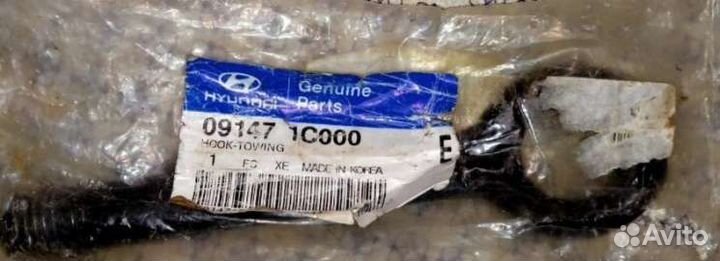 HYUNDAI
Genuine
Parts
09147 1C000
HOOK-TOWING
E
1 EC XE MADE IN KOREA
Avito